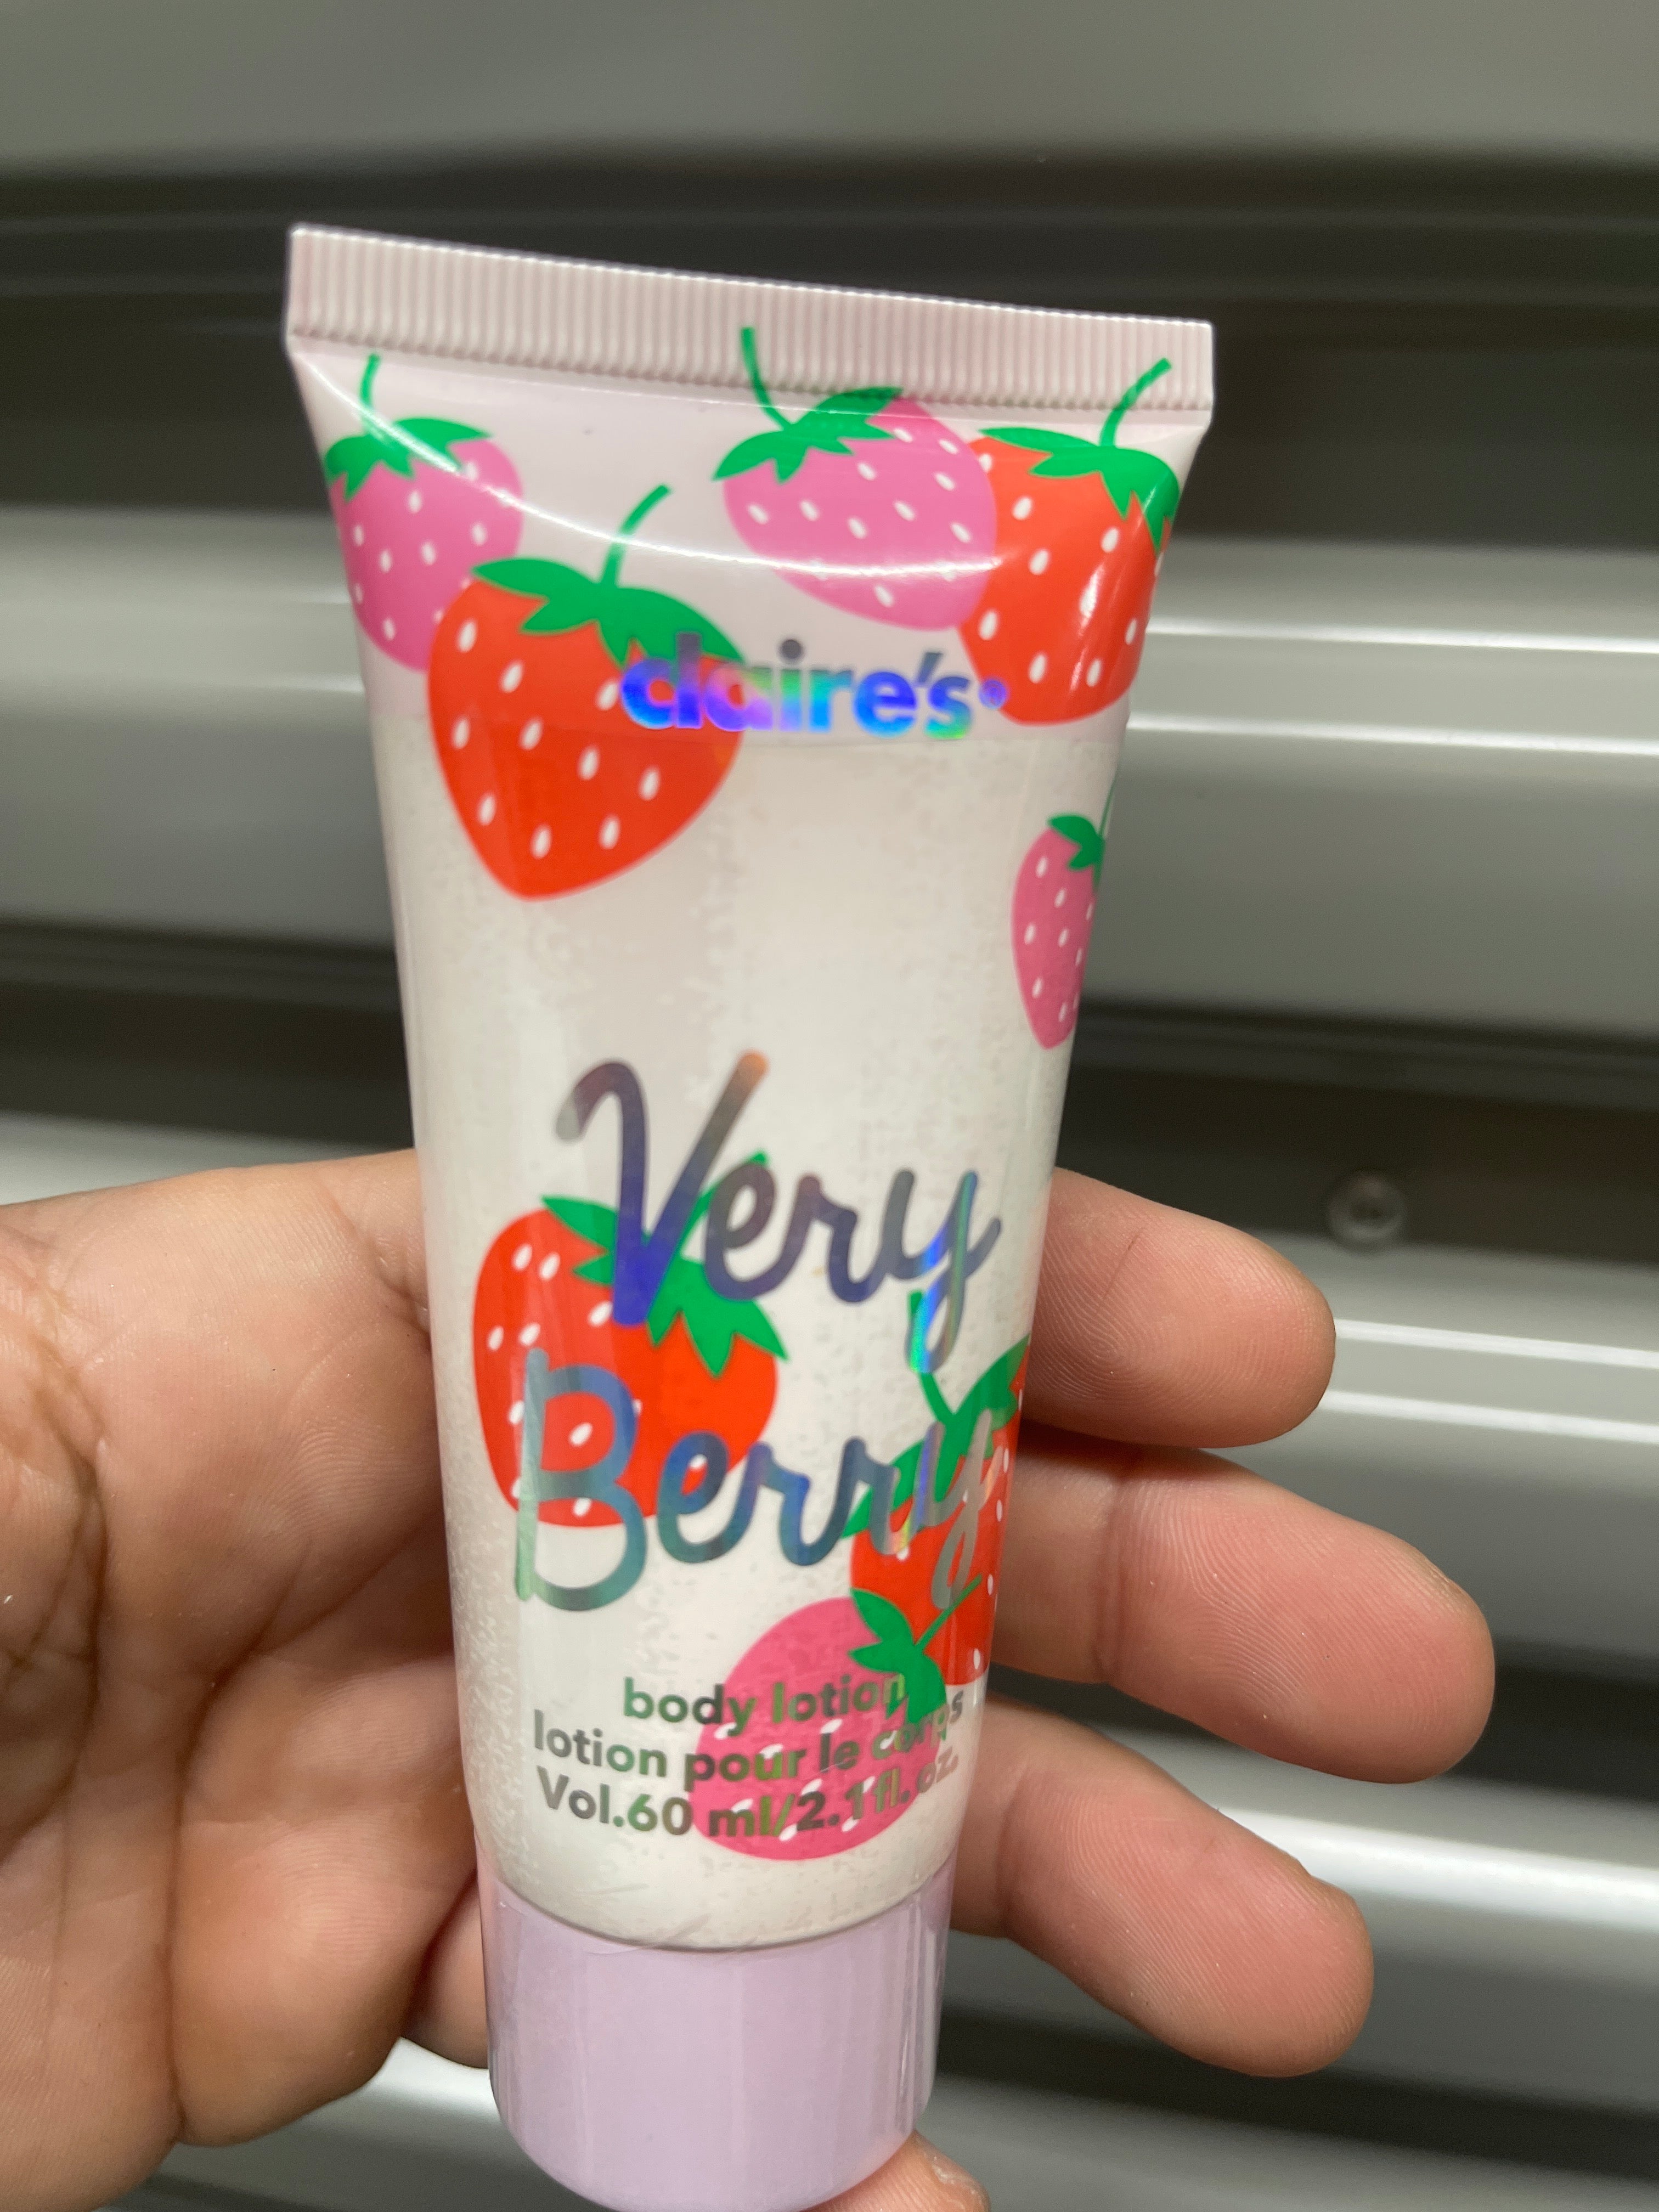 claire's®
Very
Berry
body lotion
lotion pour le corps
Vol.60 ml/2.1fl.oz.